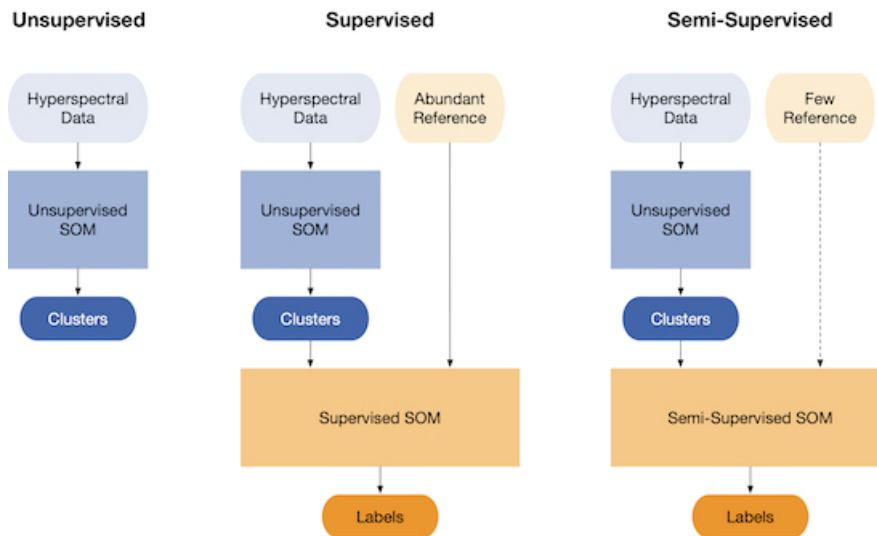 Unsupervised
Hyperspectral
Data
Unsupervised
SOM
Clusters
Supervised
Hyperspectral
Data
Abundant
Reference
Unsupervised
SOM
Clusters
Supervised SOM
Labels
Semi-Supervised
Hyperspectral
Data
Few
Reference
Unsupervised
SOM
Clusters
Semi-Supervised SOM
Labels